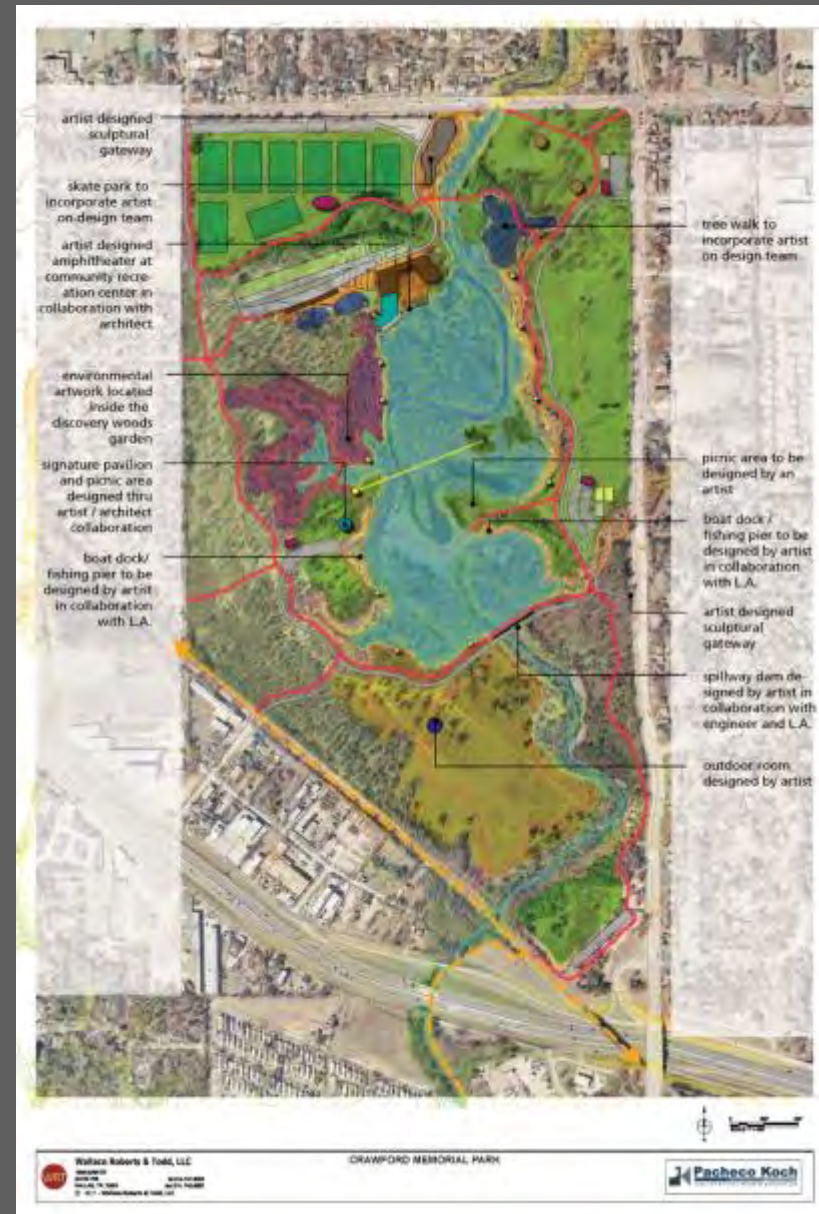 artist designed
sculptural
gateway
skate park to
incorporate artist
on design team
artist designed
amphitheater at
community recre-
ation center in
collaboration with
architect
environmental
artwork located
inside the
discovery woods
garden
signature pavilion
and picnic area
designed thru
artist / architect
collaboration
boat dock/
fishing pier to be
designed by artist
in collaboration
with L.A.
tree walk to
incorporate artist
on design team
picnic area to be
designed by an
artist
boat dock /
fishing pier to be
designed by artist
in collaboration
with L.A.
artist designed
sculptural
gateway
spillway dam de-
signed by artist in
collaboration with
engineer and L.A.
outdoor room
designed by artist
WRT
Wallace Roberts & Todd, LLC
CRAWFORD MEMORIAL PARK
Pacheco Koch